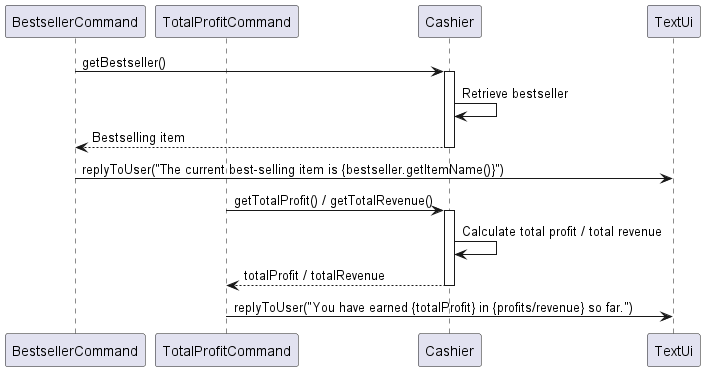 BestsellerCommand TotalProfitCommand Cashier TextUi
getBestseller()
Retrieve bestseller
Bestselling item
replyToUser("The current best-selling item is {bestseller.getItemName()}")
getTotalProfit() / getTotalRevenue()
Calculate total profit / total revenue
totalProfit / totalRevenue
replyToUser("You have earned {totalProfit} in {profits/revenue} so far.")
BestsellerCommand TotalProfitCommand Cashier TextUi